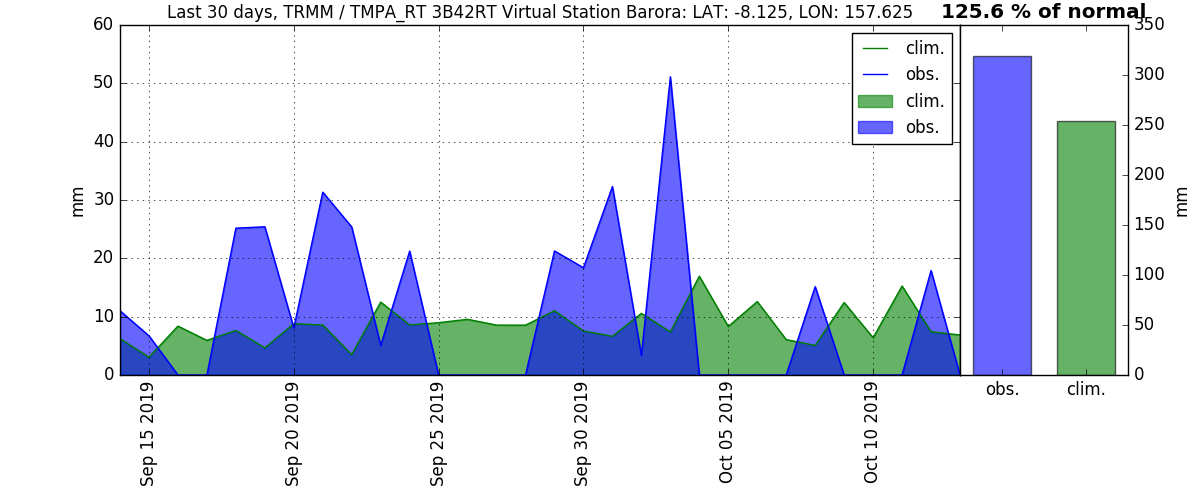 Last 30 days, TRMM / TMPA_RT 3B42RT Virtual Station Barora: LAT: -8.125, LON: 157.625
125.6 % of normal
60
50
40
30
20
10
0
mm
clim.
obs.
clim.
obs.
350
300
250
200
150
100
50
0
mm
obs.
clim.
Sep 15 2019
Sep 20 2019
Sep 25 2019
Sep 30 2019
Oct 05 2019
Oct 10 2019